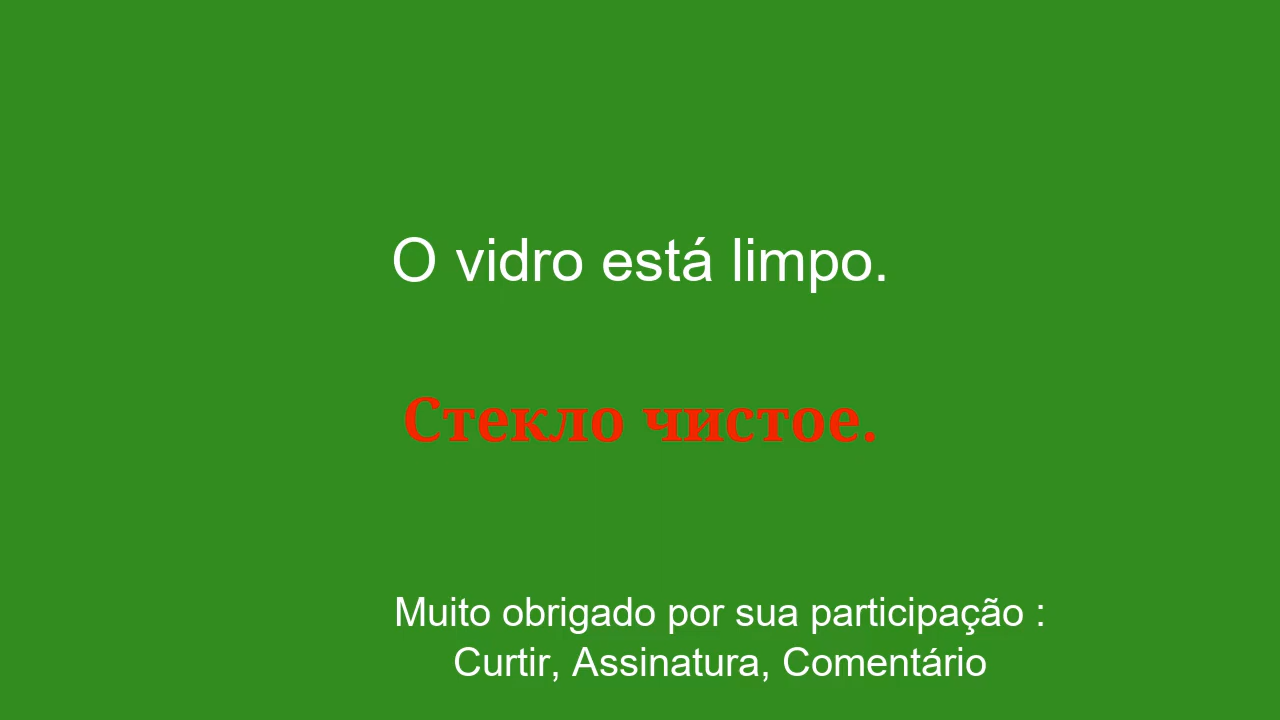 O vidro está limpo.
Стекло чистое.
Muito obrigado por sua participação :
Curtir, Assinatura, Comentário